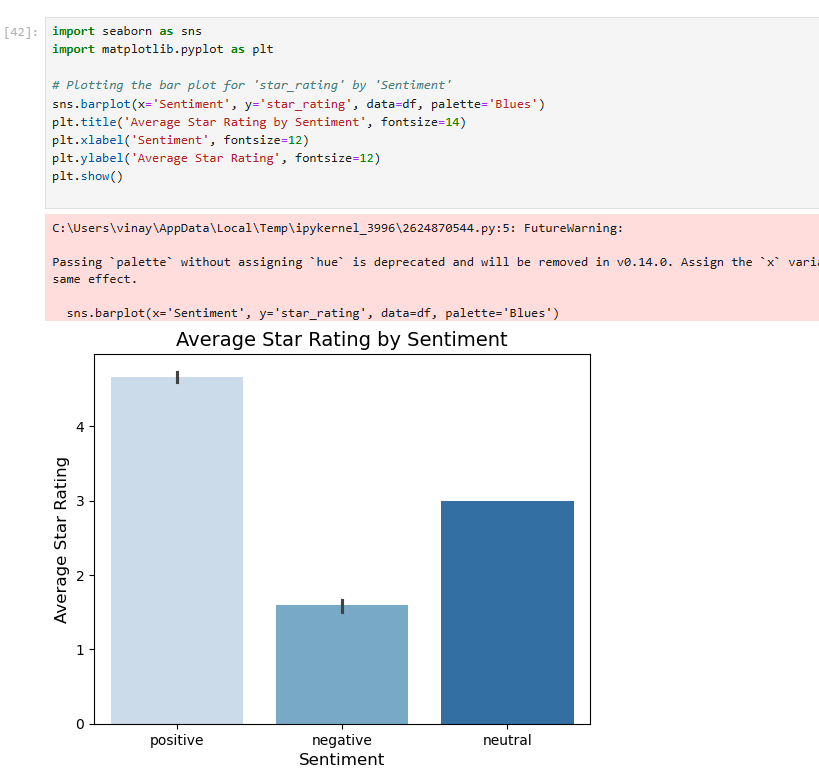 [42]:
import seaborn as sns
import matplotlib.pyplot as plt
# Plotting the bar plot for 'star_rating' by 'Sentiment'
sns.barplot(x='Sentiment', y='star_rating', data=df, palette='Blues')
plt.title('Average Star Rating by Sentiment', fontsize=14)
plt.xlabel('Sentiment', fontsize=12)
plt.ylabel('Average Star Rating', fontsize=12)
plt.show()
C:\Users\vinay\AppData\Local\Temp\ipykernel_3996\2624870544.py:5: FutureWarning:
Passing `palette` without assigning `hue` is deprecated and will be removed in v0.14.0. Assign the `x`
same effect.
sns.barplot(x='Sentiment', y='star_rating', data=df, palette='Blues')
Average Star Rating by Sentiment
Average Star Rating
4
3
2
1
0
positive negative neutral
Sentiment